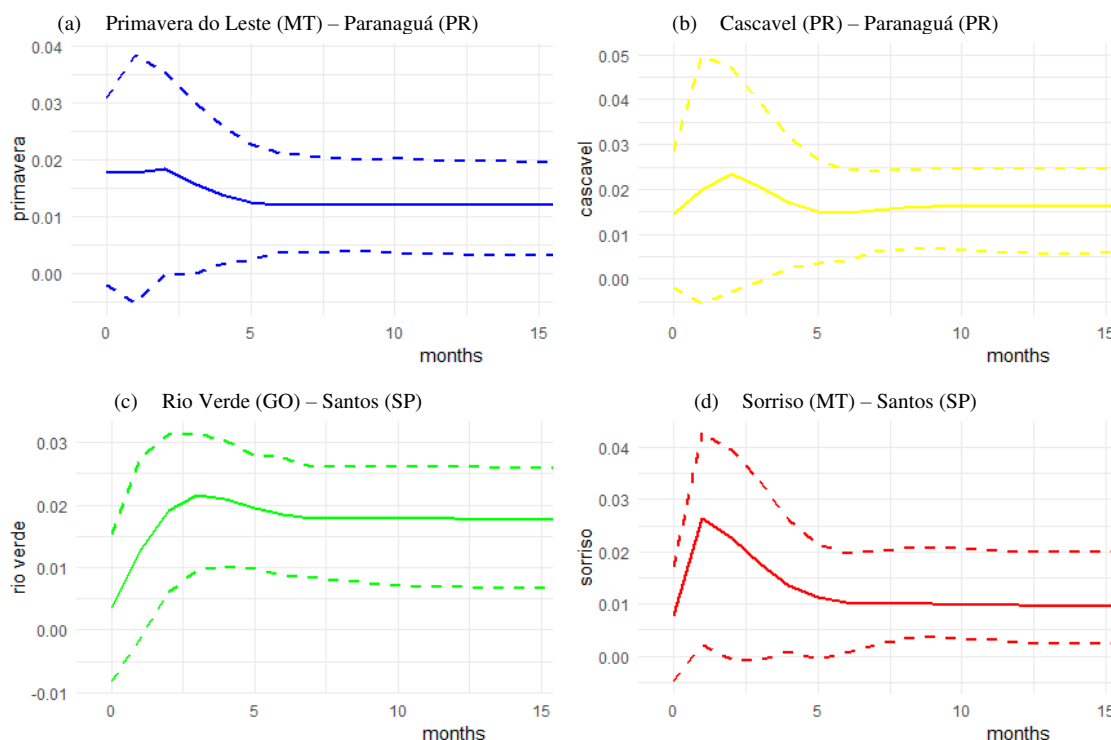 (a) Primavera do Leste (MT) – Paranaguá (PR)
0.04
0.03
0.02
0.00
primavera
0 5 10 15
months
(b) Cascavel (PR) – Paranaguá (PR)
0.05
0.04
0.03
0.02
0.01
0.00
cascavel
0 5 10 15
months
(c) Rio Verde (GO) – Santos (SP)
0.03
0.02
0.01
0.00
-0.01
rio verde
0 5 10 15
months
(d) Sorriso (MT) – Santos (SP)
0.04
0.03
0.02
0.01
0.00
sorriso
0 5 10 15
months